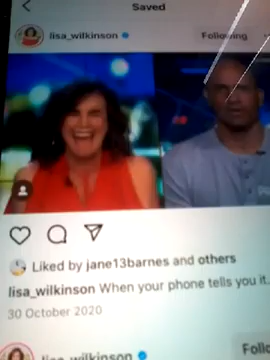 Saved
lisa_wilkinson
Following
Liked by jane13barnes and others
lisa_wilkinson When your phone tells you it.
30 October 2020
lisa_wilkinson